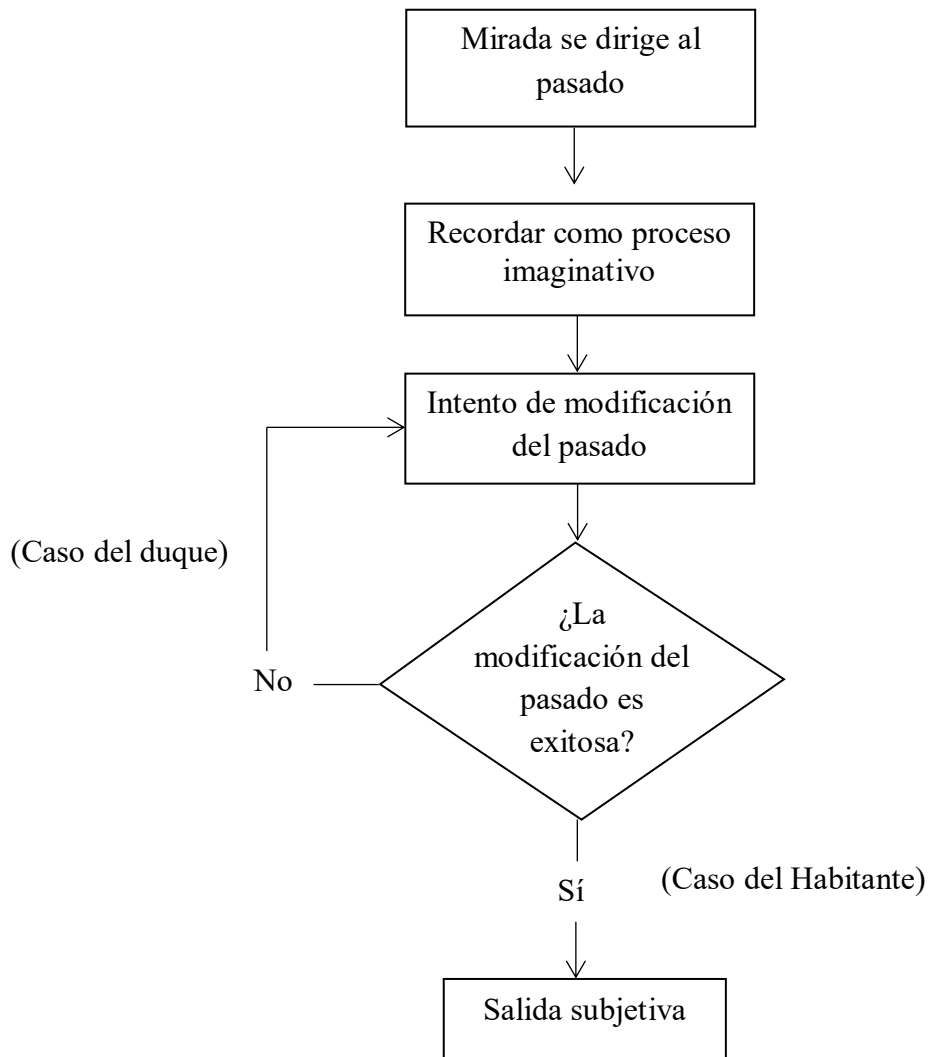 Mirada se dirige al
pasado
Recordar como proceso
imaginativo
Intento de modificación
del pasado
(Caso del duque)
¿La
modificación del
pasado es
exitosa?
No
(Caso del Habitante)
Sí
Salida subjetiva